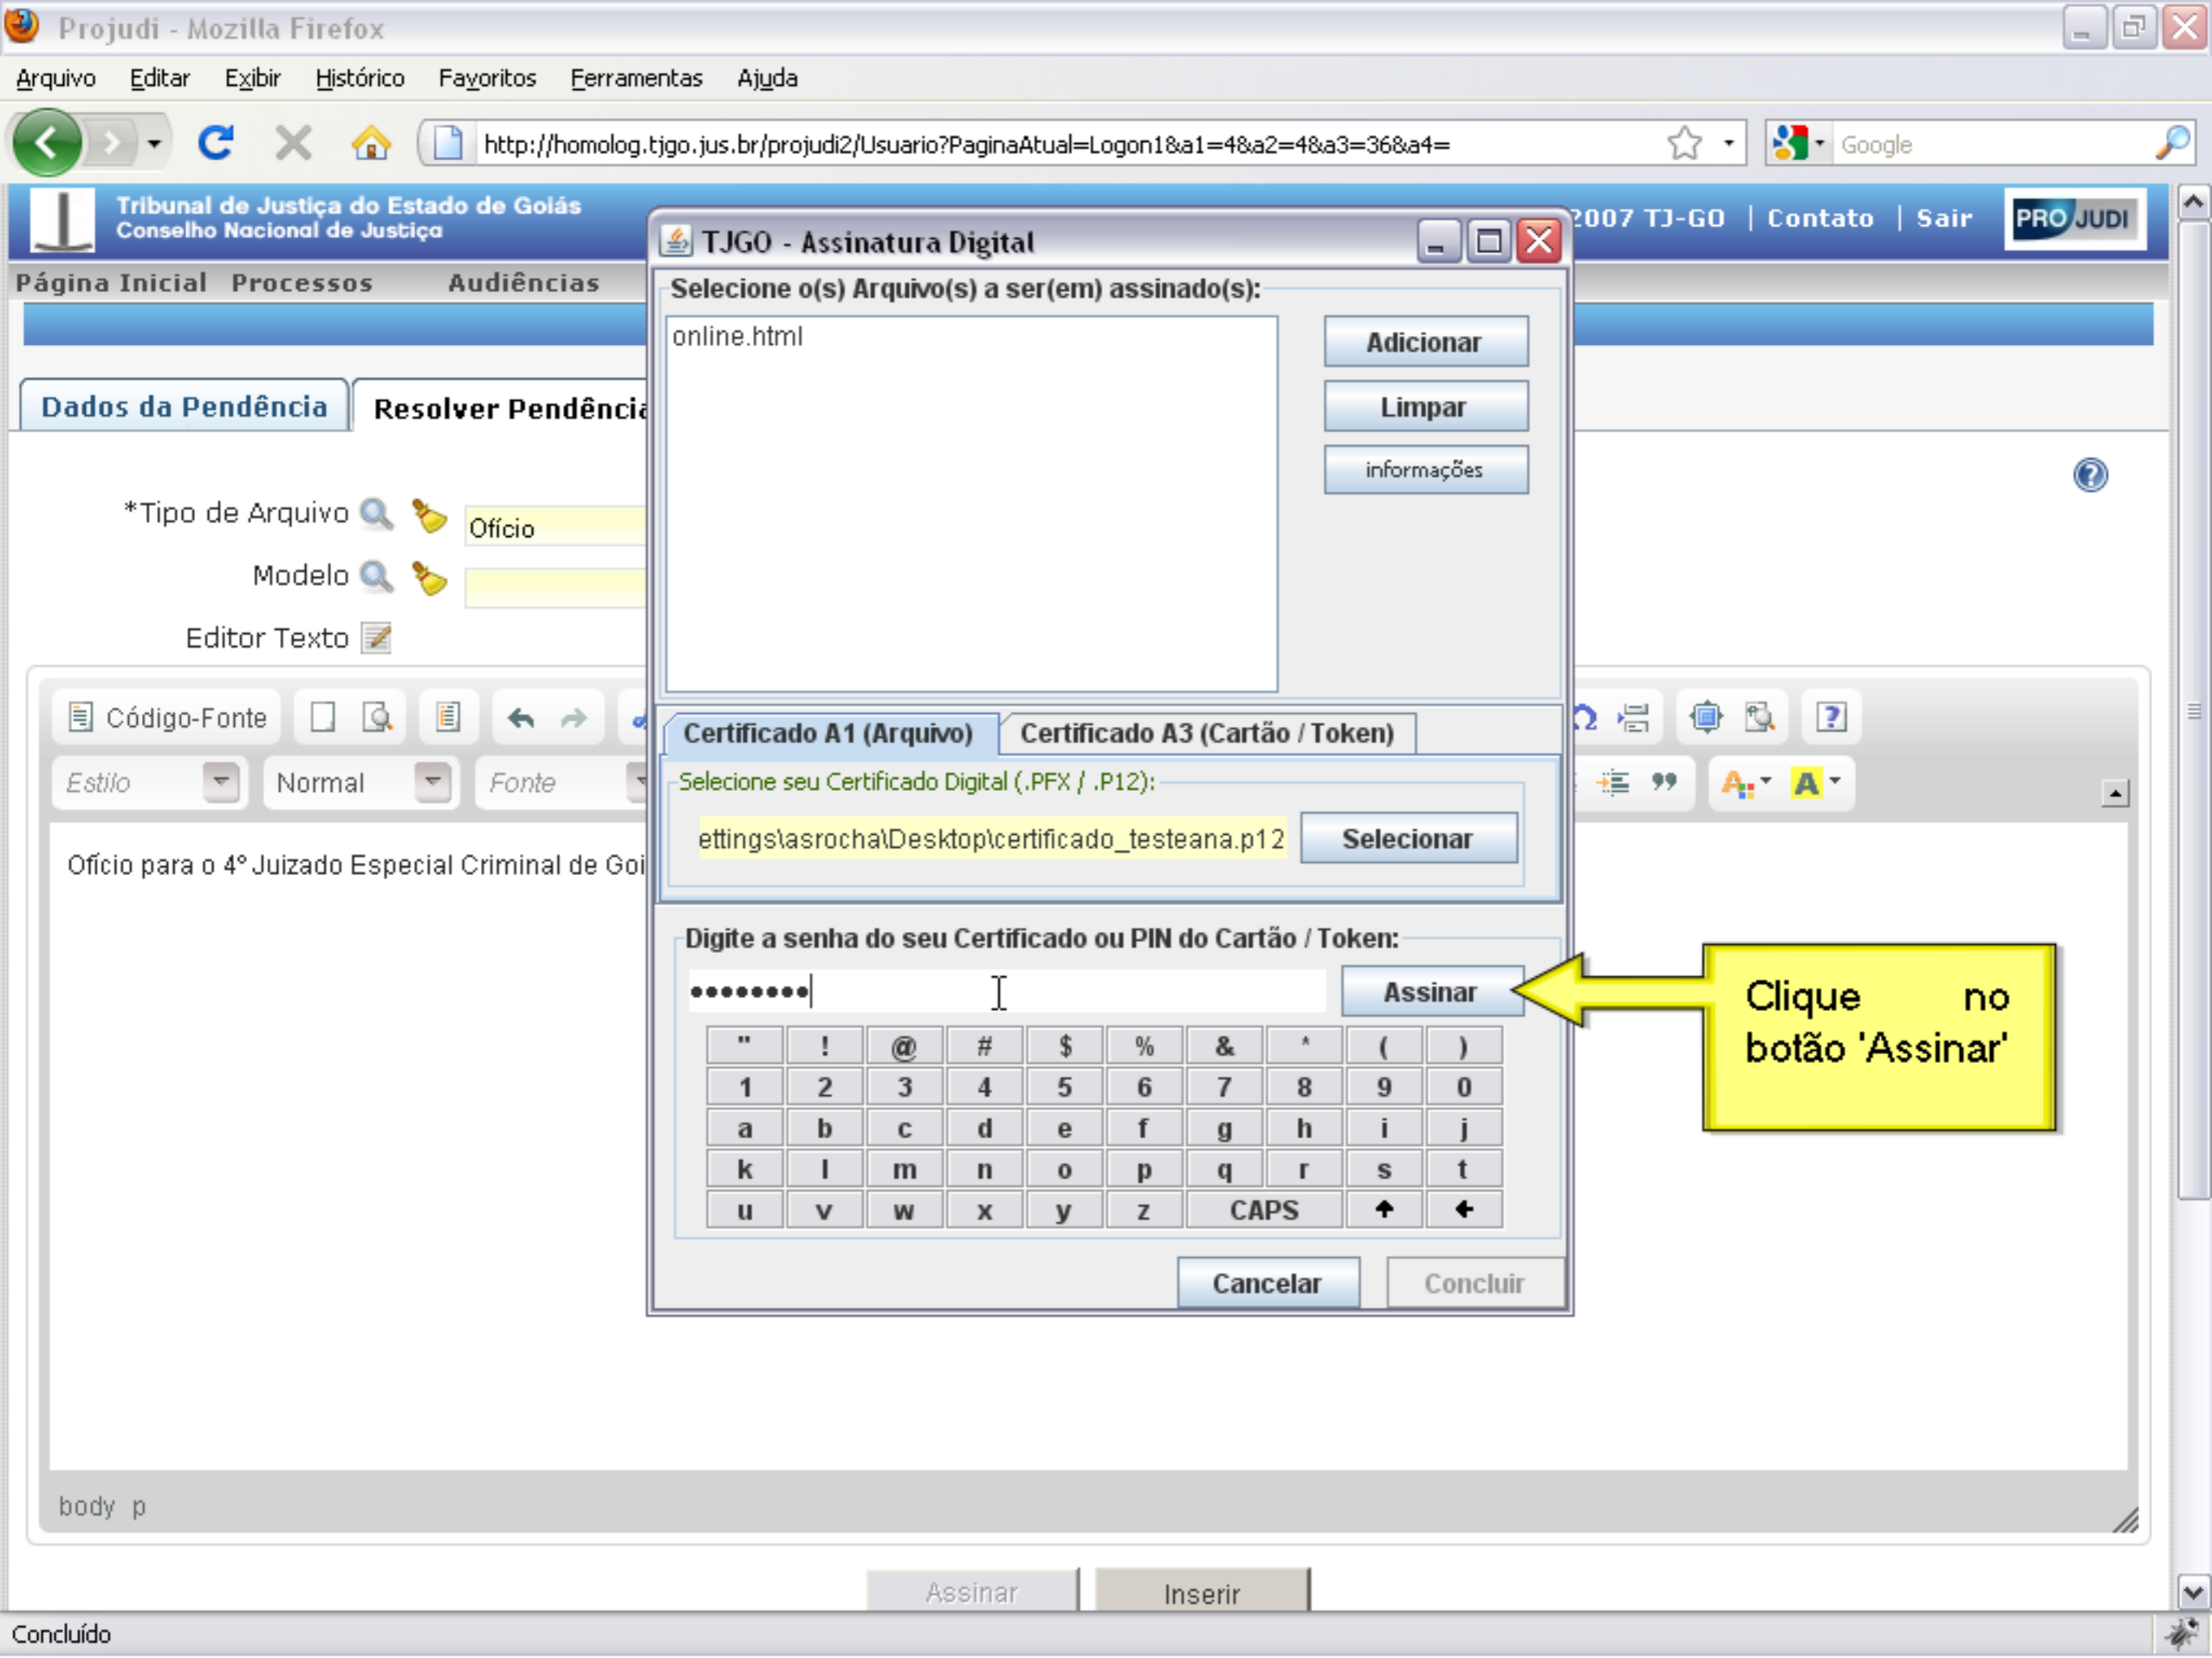 Projudi - Mozilla Firefox
Arquivo Editar Exibir Histórico Favoritos Ferramentas Ajuda
http://homolog.tjgo.jus.br/projudi2/Usuario?PaginaAtual=Logon1&a1=4&a2=4&a3=36&a4=
Google
Tribunal de Justiça do Estado de Goiás
Conselho Nacional de Justiça
2007 TJ-GO | Contato | Sair
PROJUDI
Página Inicial Processos Audiências
Dados da Pendência
Resolver Pendência
*Tipo de Arquivo
Ofício
Modelo
Editor Texto
Código-Fonte
Estilo
Normal
Fonte
Ofício para o 4º Juizado Especial Criminal de Goi
body p
Assinar
Inserir
Concluído
TJGO - Assinatura Digital
Selecione o(s) Arquivo(s) a ser(em) assinado(s):
online.html
Adicionar
Limpar
informações
Certificado A1 (Arquivo)
Certificado A3 (Cartão / Token)
Selecione seu Certificado Digital (.PFX / .P12):
ettings\asrocha\Desktop\certificado_testeana.p12
Selecionar
Digite a senha do seu Certificado ou PIN do Cartão / Token:
••••••••
Assinar
" ! @ # $ % & * ( )
1 2 3 4 5 6 7 8 9 0
a b c d e f g h i j
k l m n o p q r s t
u v w x y z CAPS
Cancelar
Concluir
Clique no
botão 'Assinar'